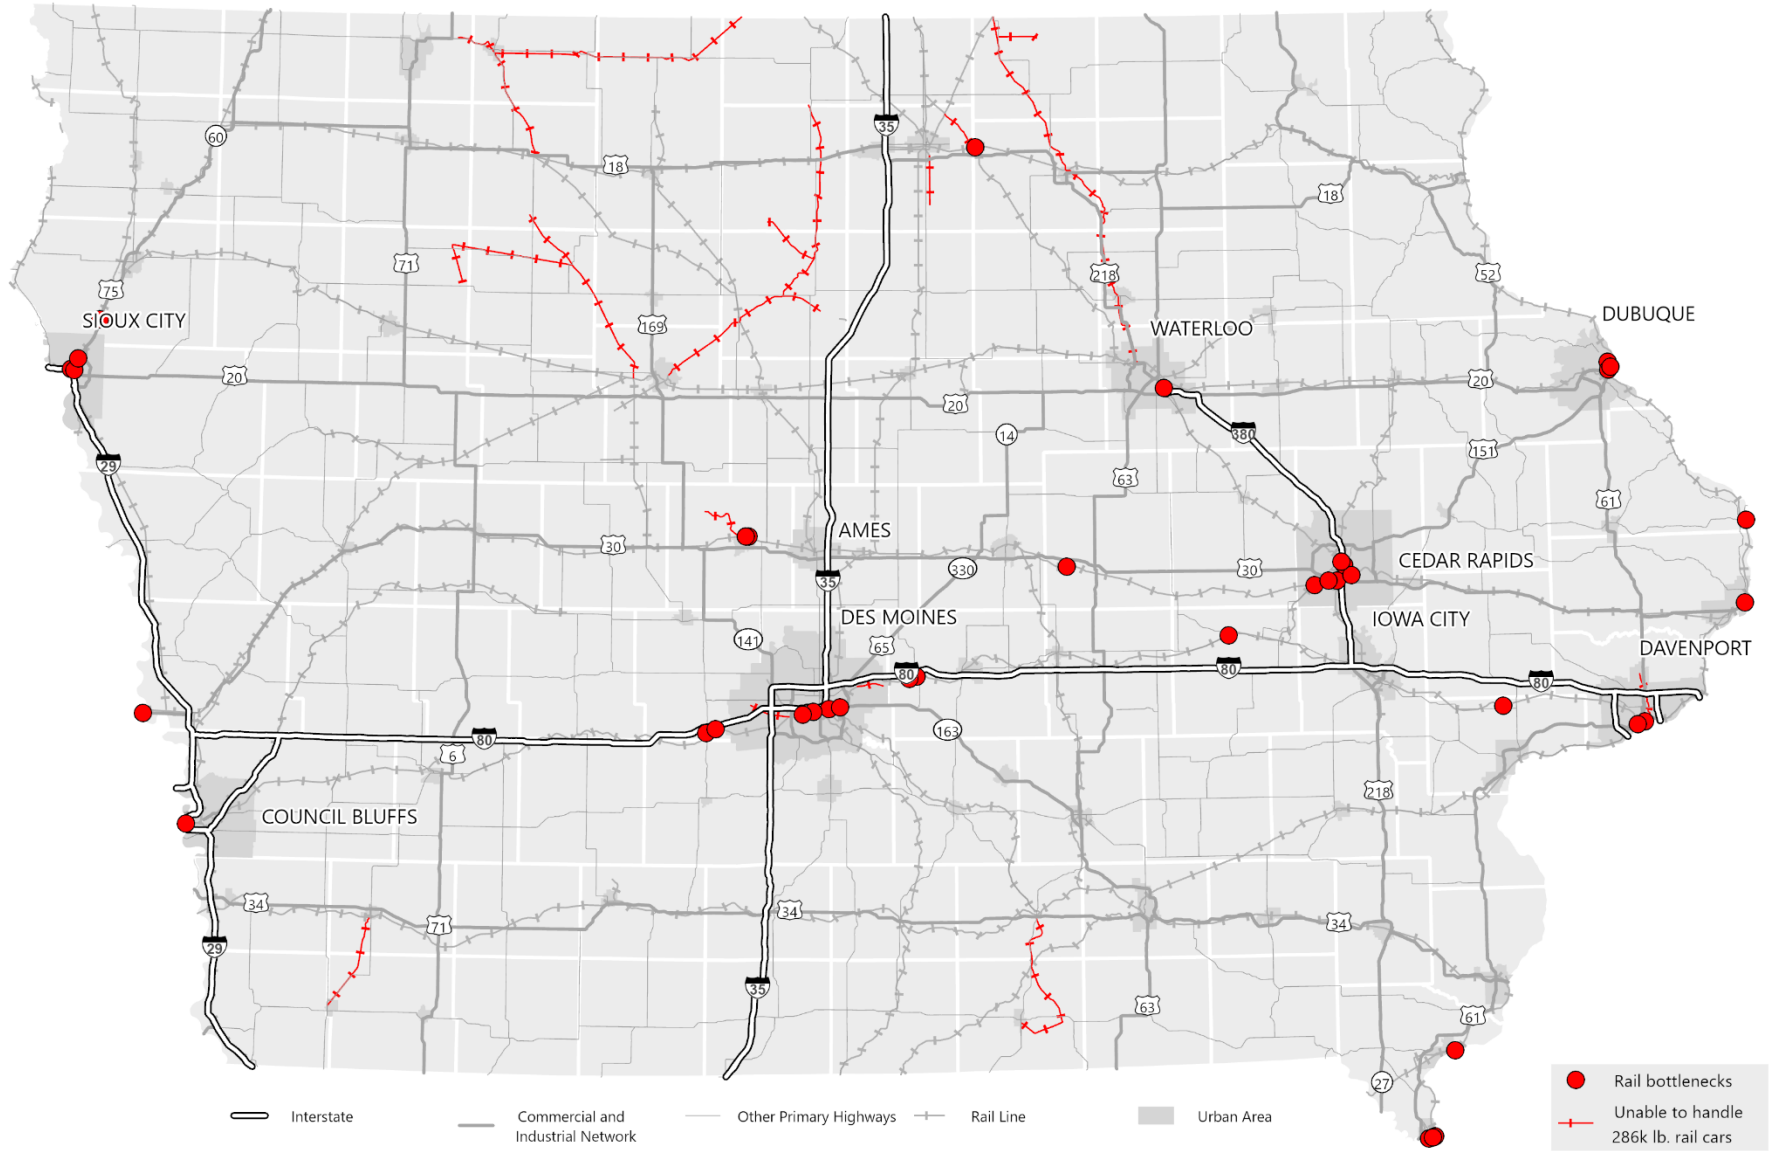 35
60
18
18
71
218
52
75
SIOUX CITY
DUBUQUE
169
WATERLOO
20
20
20
14
380
151
29
63
61
AMES
30
30
330
CEDAR RAPIDS
35
DES MOINES
IOWA CITY
141
65
DAVENPORT
80
80
80
163
80
6
218
COUNCIL BLUFFS
34
71
34
34
29
35
63
61
27
Interstate
Commercial and
Industrial Network
Other Primary Highways
Rail Line
Urban Area
Rail bottlenecks
Unable to handle
286k lb. rail cars